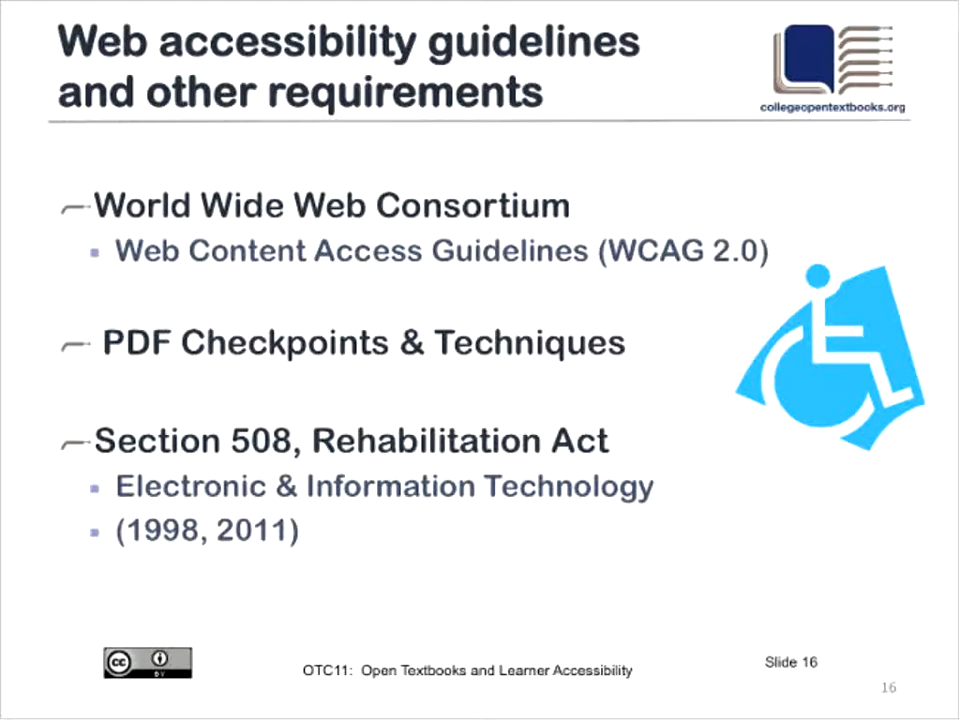 Web accessibility guidelines
and other requirements
collegeopentextbooks.org
World Wide Web Consortium
Web Content Access Guidelines (WCAG 2.0)
PDF Checkpoints & Techniques
Section 508, Rehabilitation Act
Electronic & Information Technology
(1998, 2011)
cc BY
OTC11: Open Textbooks and Learner Accessibility
Slide 16
16